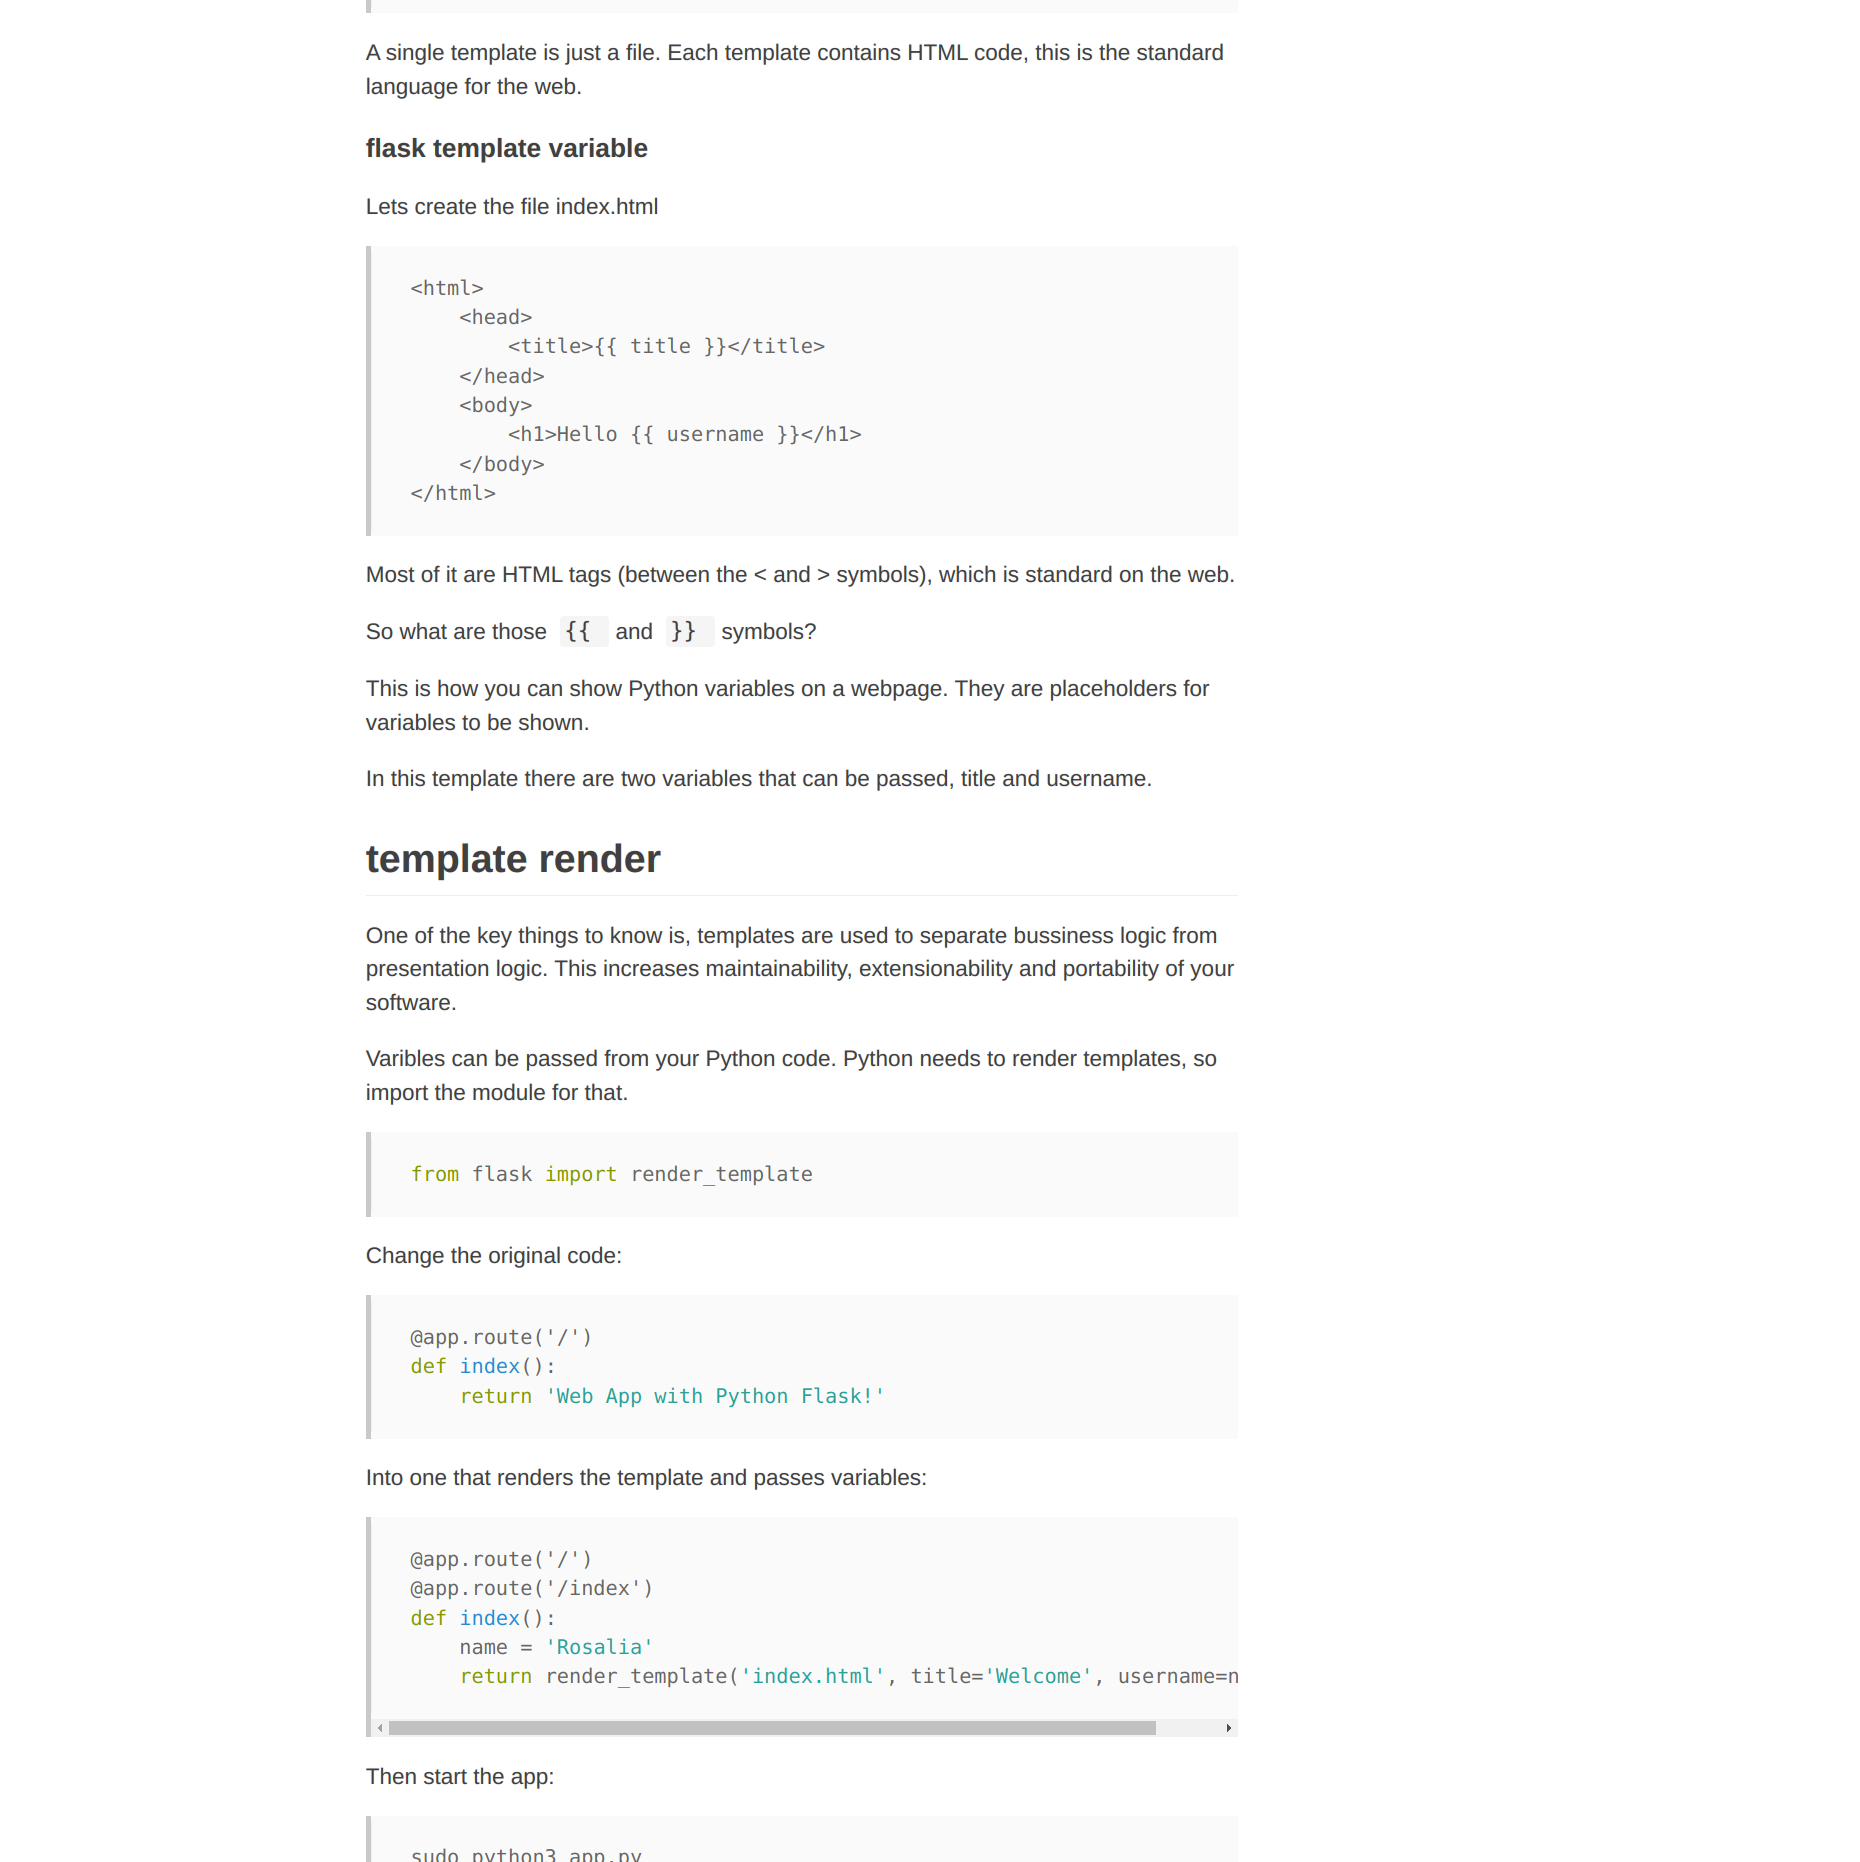 A single template is just a file. Each template contains HTML code, this is the standard
language for the web.
flask template variable
Lets create the file index.html
<html>
    <head>
        <title>{{ title }}</title>
    </head>
    <body>
        <h1>Hello {{ username }}</h1>
    </body>
</html>
Most of it are HTML tags (between the < and > symbols), which is standard on the web.
So what are those {{ and }} symbols?
This is how you can show Python variables on a webpage. They are placeholders for
variables to be shown.
In this template there are two variables that can be passed, title and username.
template render
One of the key things to know is, templates are used to separate bussiness logic from
presentation logic. This increases maintainability, extensionability and portability of your
software.
Varibles can be passed from your Python code. Python needs to render templates, so
import the module for that.
from flask import render_template
Change the original code:
@app.route('/')
def index():
    return 'Web App with Python Flask!'
Into one that renders the template and passes variables:
@app.route('/')
@app.route('/index')
def index():
    name = 'Rosalia'
    return render_template('index.html', title='Welcome', username=n
Then start the app:
sudo python3 app.py